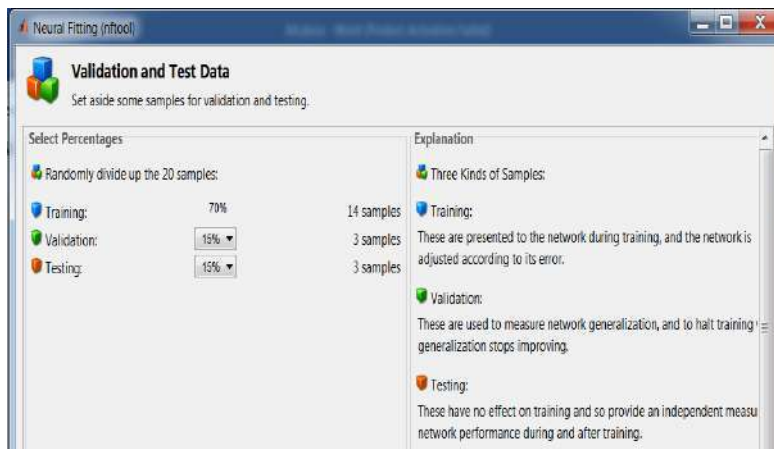 Neural Fitting (nftool)
Validation and Test Data
Set aside some samples for validation and testing.
Select Percentages
Randomly divide up the 20 samples:
Training: 70% 14 samples
Validation: 15% 3 samples
Testing: 15% 3 samples
Explanation
Three Kinds of Samples:
Training:
These are presented to the network during training, and the network is
adjusted according to its error.
Validation:
These are used to measure network generalization, and to halt training
generalization stops improving.
Testing:
These have no effect on training and so provide an independent measu
network performance during and after training.